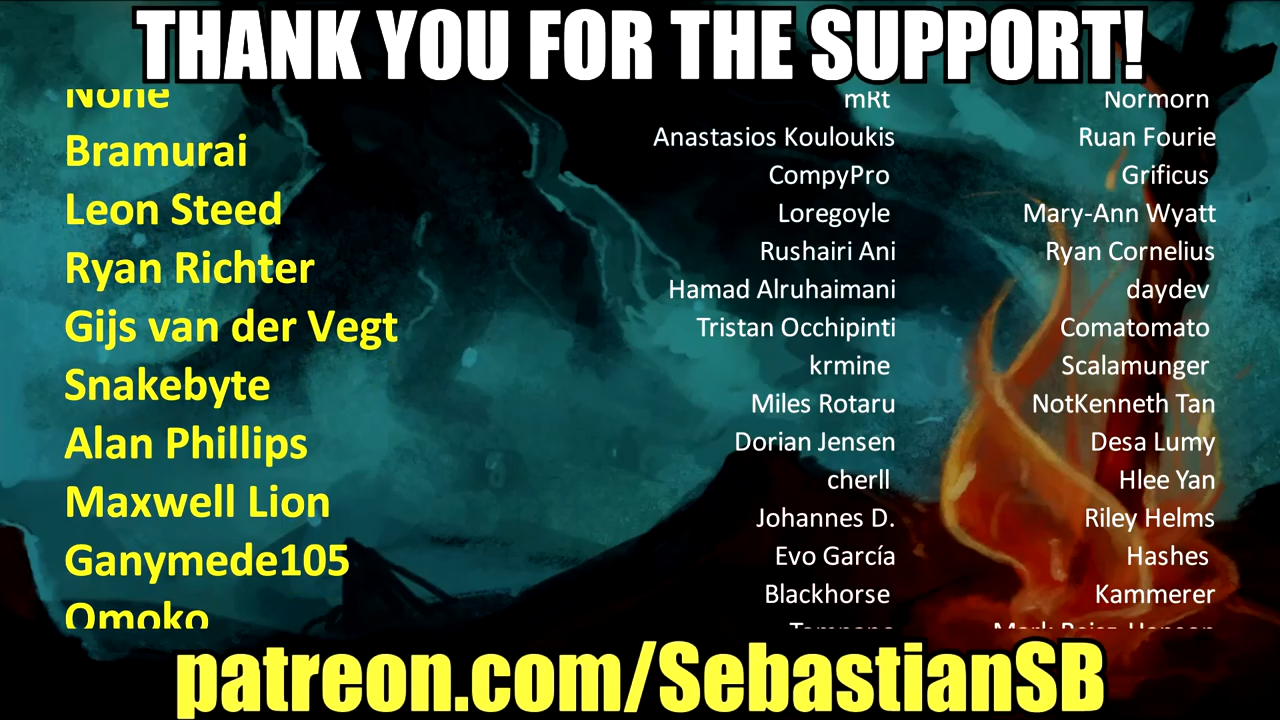 THANK YOU FOR THE SUPPORT!
None
Bramurai
Leon Steed
Ryan Richter
Gijs van der Vegt
Snakebyte
Alan Phillips
Maxwell Lion
Ganymede105
Omoko
mRt
Anastasios Kouloukis
CompyPro
Loregoyle
Rushairi Ani
Hamad Alruhaimani
Tristan Occhipinti
krmine
Miles Rotaru
Dorian Jensen
cherll
Johannes D.
Evo García
Blackhorse
Normorn
Ruan Fourie
Grificus
Mary-Ann Wyatt
Ryan Cornelius
daydev
Comatomato
Scalamunger
NotKenneth Tan
Desa Lumy
Hlee Yan
Riley Helms
Hashes
Kammerer
patreon.com/SebastianSB